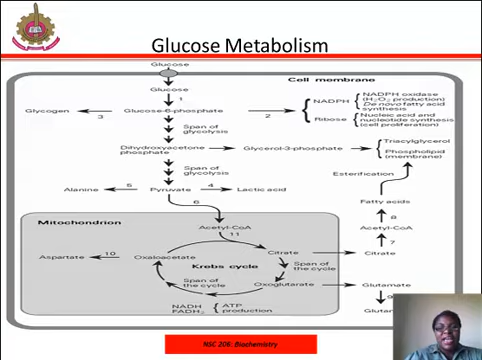 Glucose Metabolism
Glucose
Cell membrane
Glucose
1
NADPH
NADPH oxidase
(H₂O₂ production)
De novo fatty acid
synthesis
Glycogen
3
Glucose-6-phosphate
2
Ribose
Nucleic acid and
nucleotide synthesis
(cell proliferation)
Span of
glycolysis
Dihydroxyacetone
phosphate
Glycerol-3-phosphate
Triacylglycerol
Phospholipid
(membrane)
Span of
glycolysis
Esterification
Alanine
5
Pyruvate
4
Lactic acid
6
Fatty acids
8
Mitochondrion
Acetyl-CoA
11
Acetyl-CoA
7
Aspartate
10
Oxaloacetate
Citrate
Citrate
Krebs cycle
Span of
the cycle
Span of
the cycle
Oxoglutarate
Glutamate
9
NADH
FADH₂
ATP
production
NSC 206: Biochemistry